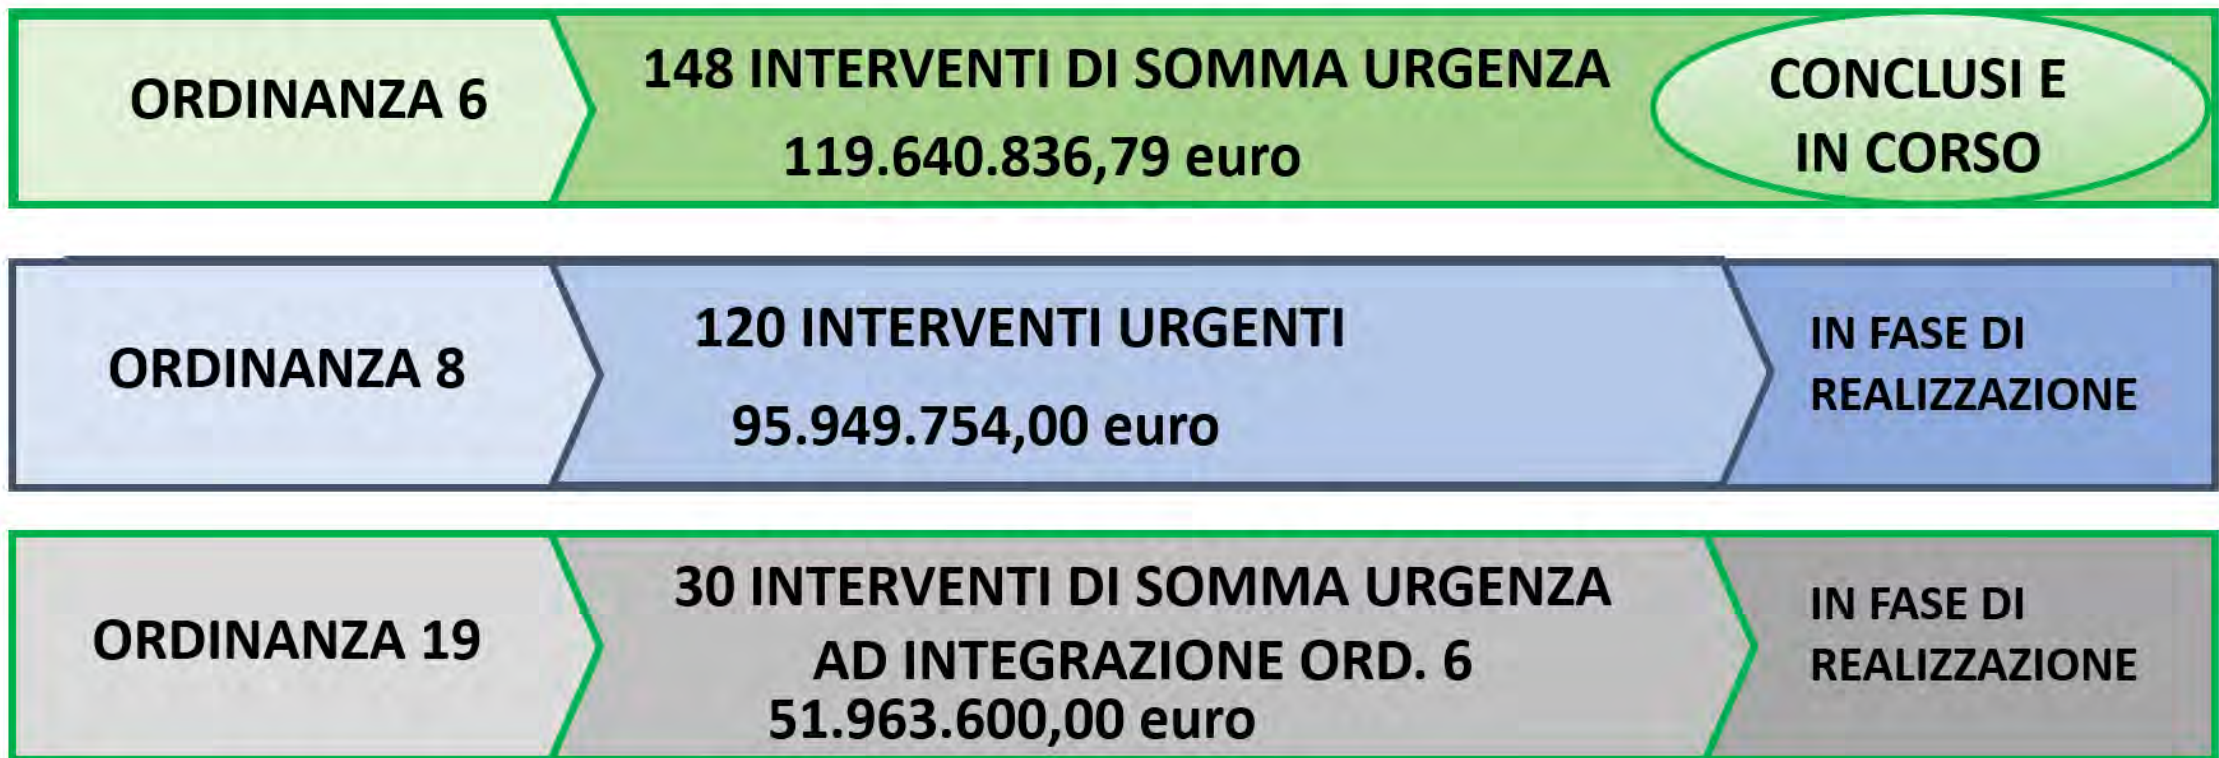 ORDINANZA 6
148 INTERVENTI DI SOMMA URGENZA
119.640.836,79 euro
CONCLUSI E
IN CORSO
ORDINANZA 8
120 INTERVENTI URGENTI
95.949.754,00 euro
IN FASE DI
REALIZZAZIONE
ORDINANZA 19
30 INTERVENTI DI SOMMA URGENZA
AD INTEGRAZIONE ORD. 6
51.963.600,00 euro
IN FASE DI
REALIZZAZIONE